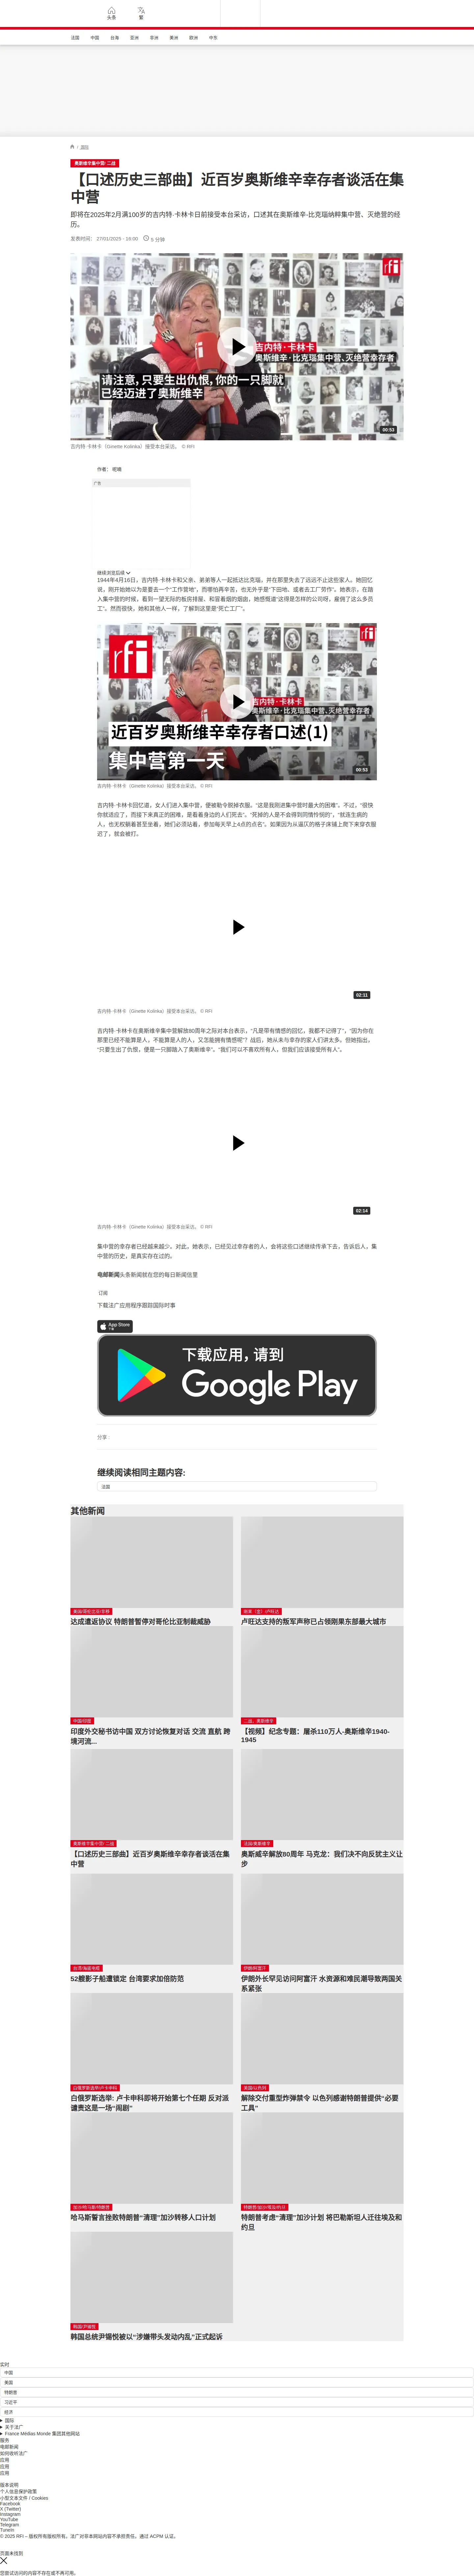 头条
繁
法国
中国
台海
亚洲
非洲
美洲
欧洲
中东
/ 国际
奥斯维辛集中营/ 二战
【口述历史三部曲】近百岁奥斯维辛幸存者谈活在集中营
即将在2025年2月满100岁的吉内特·卡林卡日前接受本台采访，口述其在奥斯维辛-比克瑙纳粹集中营、灭绝营的经历。
发表时间： 27/01/2025 - 16:00
5 分钟
rfi
吉内特·卡林卡
奥斯维辛·比克瑙集中营、灭绝营幸存者
请注意，只要生出仇恨，你的一只脚就已经迈进了奥斯维辛
00:53
吉内特·卡林卡（Ginette Kolinka）接受本台采访。 © RFI
作者：
广告
继续浏览后续
1944年4月16日，吉内特·卡林卡和父亲、弟弟等人一起抵达比克瑙。并在那里失去了远远不止这些家人。她回忆说，刚开始她以为是要去一个“工作营地”，而哪怕再辛苦，也无外乎是“下田地、或者去工厂劳作”。她表示，在踏入集中营的时候，看到一望无际的板房排屋、和冒着烟的烟囱，她感慨道“这得是怎样的公司呀，雇佣了这么多员工”。然而很快，她和其他人一样，了解到这里是“死亡工厂”。
rfi
rfi
吉内特·卡林卡
奥斯维辛·比克瑙集中营、灭绝营幸存者
近百岁奥斯维辛幸存者口述(1)
集中营第一天
00:53
吉内特·卡林卡（Ginette Kolinka）接受本台采访。 © RFI
吉内特·卡林卡回忆道，女人们进入集中营，便被勒令脱掉衣服。“这是我刚进集中营时最大的困难”。不过，“很快你就适应了，而接下来真正的困难，是看着身边的人们死去”。“死掉的人是不会得到同情怜悯的”，“就连生病的人，也无权躺着甚至坐着，她们必须站着，参加每天早上4点的点名”。如果因为从逼仄的格子床铺上爬下来穿衣服迟了，就会被打。
02:11
吉内特·卡林卡（Ginette Kolinka）接受本台采访。 © RFI
吉内特·卡林卡在奥斯维辛集中营解放80周年之际对本台表示，“凡是带有情感的回忆，我都不记得了”，“因为你在那里已经不能算是人，不能算是人的人，又怎能拥有情感呢”？战后，她从未与幸存的家人们讲太多。但她指出，“只要生出了仇恨，便是一只脚踏入了奥斯维辛”。“我们可以不喜欢所有人，但我们应该接受所有人”。
02:14
吉内特·卡林卡（Ginette Kolinka）接受本台采访。 © RFI
集中营的幸存者已经越来越少。对此，她表示，已经见过幸存者的人，会将这些口述继续传承下去，告诉后人，集中营的历史，是真实存在过的。
电邮新闻头条新闻就在您的每日新闻信里
订阅
下载法广应用程序跟踪国际时事
App Store
下载应用，请到
Google Play
分享 :
继续阅读相同主题内容:
法国
其他新闻
美国/哥伦比亚/非移
达成遣返协议 特朗普暂停对哥伦比亚制裁威胁
刚果（金）/卢旺达
卢旺达支持的叛军声称已占领刚果东部最大城市
中国/印度
印度外交秘书访中国 双方讨论恢复对话 交流 直航 跨境河流...
二战、奥斯维辛
【视频】纪念专题：屠杀110万人-奥斯维辛1940-1945
奥斯维辛集中营/ 二战
【口述历史三部曲】近百岁奥斯维辛幸存者谈活在集中营
法国/奥斯维辛
奥斯威辛解放80周年 马克龙：我们决不向反犹主义让步
台湾/海底电缆
52艘影子船遭锁定 台湾要求加倍防范
伊朗/阿富汗
伊朗外长罕见访问阿富汗 水资源和难民潮导致两国关系紧张
白俄罗斯选举/卢卡申科
白俄罗斯选举: 卢卡申科即将开始第七个任期 反对派谴责这是一场“闹剧”
美国/以色列
解除交付重型炸弹禁令 以色列感谢特朗普提供“必要工具”
加沙/哈马斯/特朗普
哈马斯誓言挫败特朗普“清理”加沙转移人口计划
特朗普/加沙/埃及/约旦
特朗普考虑“清理”加沙计划 将巴勒斯坦人迁往埃及和约旦
韩国/尹锡悦
韩国总统尹锡悦被以“涉嫌带头发动内乱”正式起诉
实时
中国
美国
特朗普
习近平
经济
国际
关于法广
France Médias Monde 集团其他网站
服务
电邮新闻
如何收听法广
应用
应用
应用
版本说明
个人信息保护政策
小型文本文件 / Cookies
Facebook
X (Twitter)
Instagram
YouTube
Telegram
TuneIn
© 2025 RFI – 版权所有版权所有。法广对非本网站内容不承担责任。通过 ACPM 认证。
页面未找到
您尝试访问的内容不存在或不再可用。